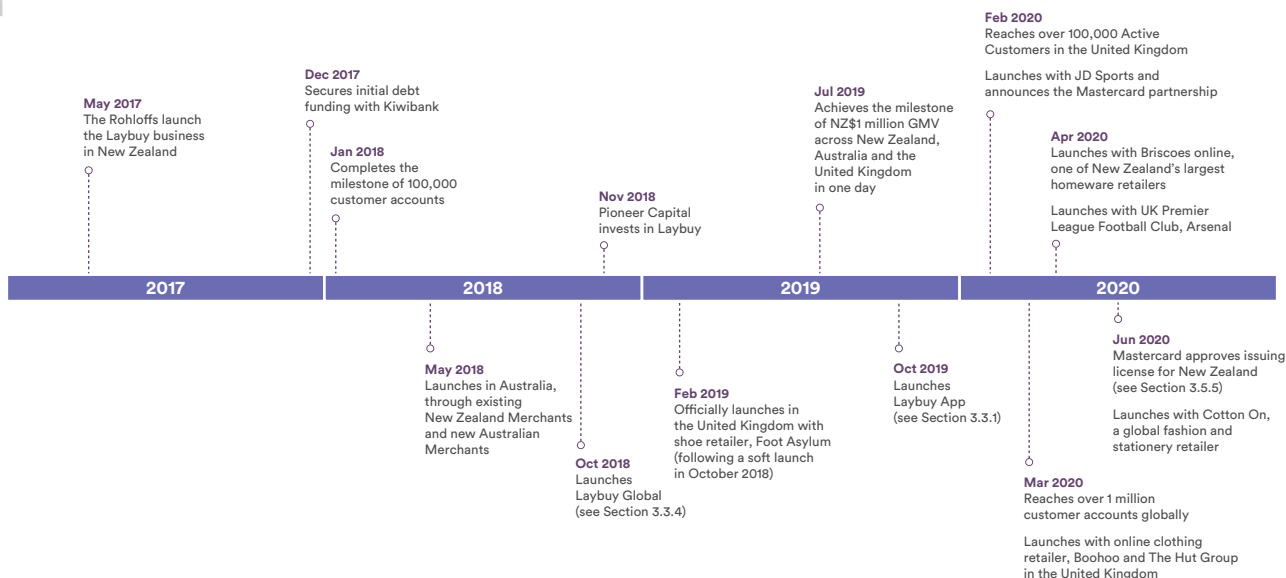 May 2017
The Rohloffs launch
the Laybuy business
in New Zealand
Dec 2017
Secures initial debt
funding with Kiwibank
Jan 2018
Completes the
milestone of 100,000
customer accounts
Nov 2018
Pioneer Capital
invests in Laybuy
Jul 2019
Achieves the milestone
of NZ$1 million GMV
across New Zealand,
Australia and the
United Kingdom
in one day
Feb 2020
Reaches over 100,000 Active
Customers in the United Kingdom
Launches with JD Sports and
announces the Mastercard partnership
Apr 2020
Launches with Briscoes online,
one of New Zealand's largest
homeware retailers
Launches with UK Premier
League Football Club, Arsenal
2017
2018
2019
2020
May 2018
Launches in Australia,
through existing
New Zealand Merchants
and new Australian
Merchants
Oct 2018
Launches
Laybuy Global
(see Section 3.3.4)
Feb 2019
Officially launches in
the United Kingdom with
shoe retailer, Foot Asylum
(following a soft launch
in October 2018)
Oct 2019
Launches
Laybuy App
(see Section 3.3.1)
Mar 2020
Reaches over 1 million
customer accounts globally
Launches with online clothing
retailer, Boohoo and The Hut Group
in the United Kingdom
Jun 2020
Mastercard approves issuing
license for New Zealand
(see Section 3.5.5)
Launches with Cotton On,
a global fashion and
stationery retailer